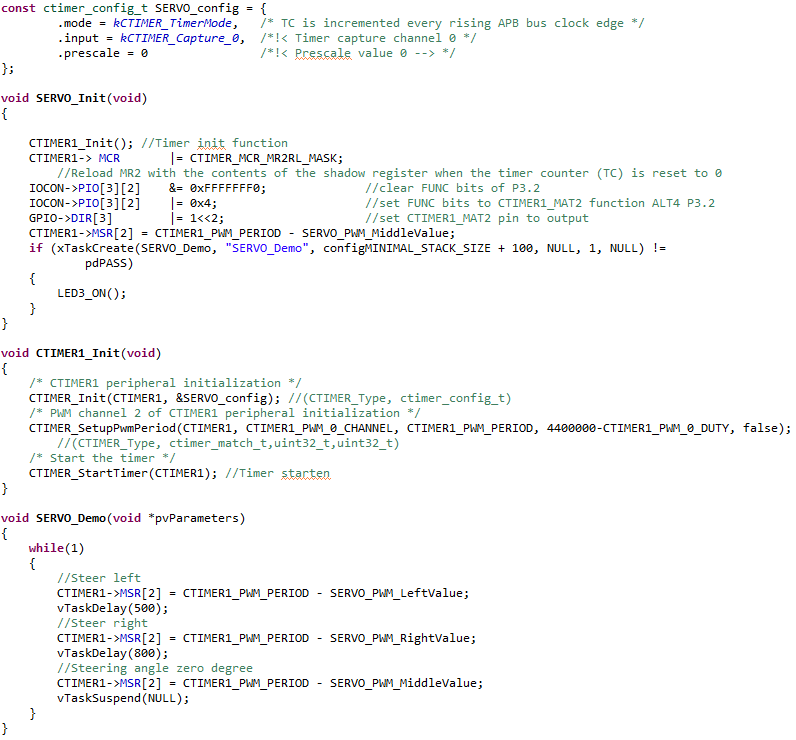 const ctimer_config_t SERVO_config = {
        .mode = kCTIMER_TimerMode,   /* TC is incremented every rising APB bus clock edge */
        .input = kCTIMER_Capture_0,  /*!< Timer capture channel 0 */
        .prescale = 0                /*!< Prescale value 0 --> */
};

void SERVO_Init(void)
{

    CTIMER1_Init(); //Timer init function
    CTIMER1-> MCR       |= CTIMER_MCR_MR2RL_MASK;
        //Reload MR2 with the contents of the shadow register when the timer counter (TC) is reset to 0
    IOCON->PIO[3][2]    &= 0xFFFFFFF0;              //clear FUNC bits of P3.2
    IOCON->PIO[3][2]    |= 0x4;                     //set FUNC bits to CTIMER1_MAT2 function ALT4 P3.2
    GPIO->DIR[3]        |= 1<<2;                    //set CTIMER1_MAT2 pin to output
    CTIMER1->MSR[2] = CTIMER1_PWM_PERIOD - SERVO_PWM_MiddleValue;
    if (xTaskCreate(SERVO_Demo, "SERVO_Demo", configMINIMAL_STACK_SIZE + 100, NULL, 1, NULL) !=
            pdPASS)
    {
        LED3_ON();
    }
}

void CTIMER1_Init(void)
{
    /* CTIMER1 peripheral initialization */
    CTIMER_Init(CTIMER1, &SERVO_config); //(CTIMER_Type, ctimer_config_t)
    /* PWM channel 2 of CTIMER1 peripheral initialization */
    CTIMER_SetupPwmPeriod(CTIMER1, CTIMER1_PWM_0_CHANNEL, CTIMER1_PWM_PERIOD, 4400000-CTIMER1_PWM_0_DUTY, false);
        //(CTIMER_Type, ctimer_match_t,uint32_t,uint32_t)
    /* Start the timer */
    CTIMER_StartTimer(CTIMER1); //Timer starten
}

void SERVO_Demo(void *pvParameters)
{
    while(1)
    {
        //Steer left
        CTIMER1->MSR[2] = CTIMER1_PWM_PERIOD - SERVO_PWM_LeftValue;
        vTaskDelay(500);
        //Steer right
        CTIMER1->MSR[2] = CTIMER1_PWM_PERIOD - SERVO_PWM_RightValue;
        vTaskDelay(800);
        //Steering angle zero degree
        CTIMER1->MSR[2] = CTIMER1_PWM_PERIOD - SERVO_PWM_MiddleValue;
        vTaskSuspend(NULL);
    }
}